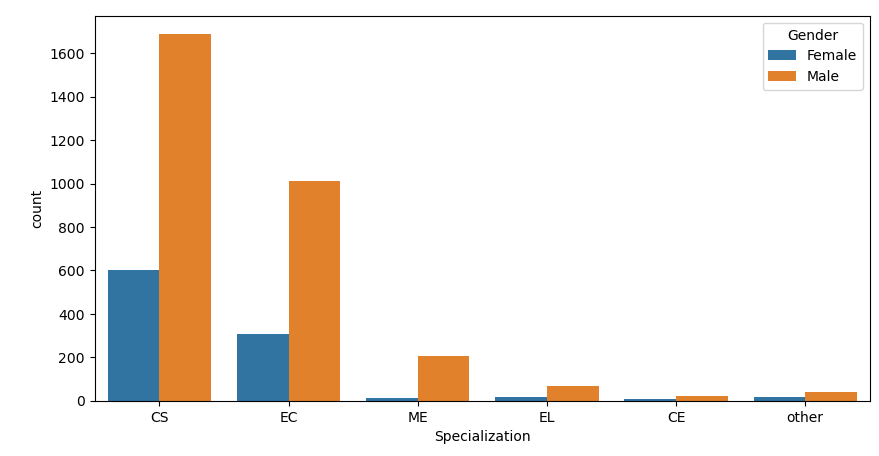 Gender
Female
Male
1600
1400
1200
1000
800
600
400
200
0
count
CS EC ME EL CE other
Specialization